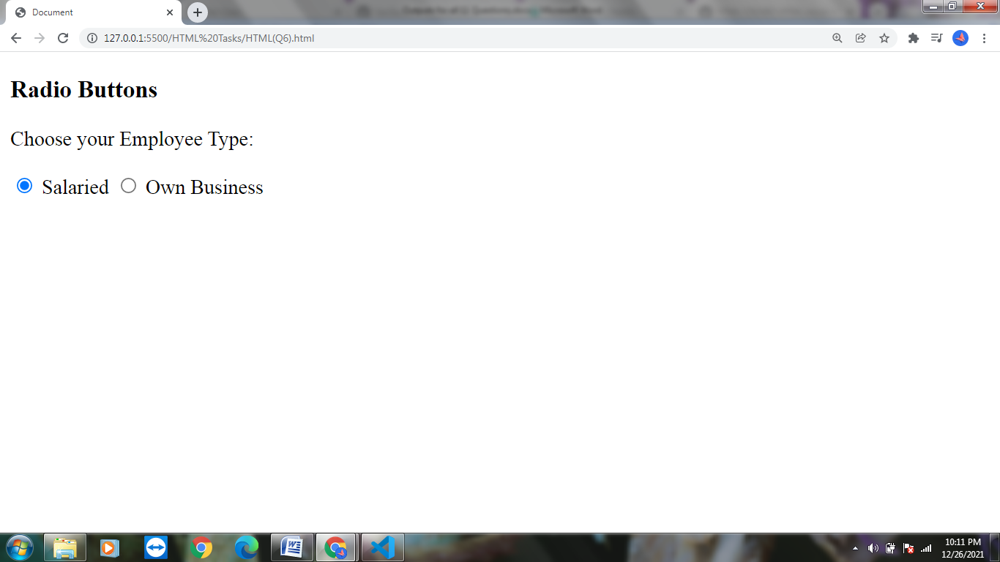 Document
127.0.0.1:5500/HTML%20Tasks/HTML(Q6).html
Radio Buttons
Choose your Employee Type:
Salaried Own Business
10:11 PM
12/26/2021